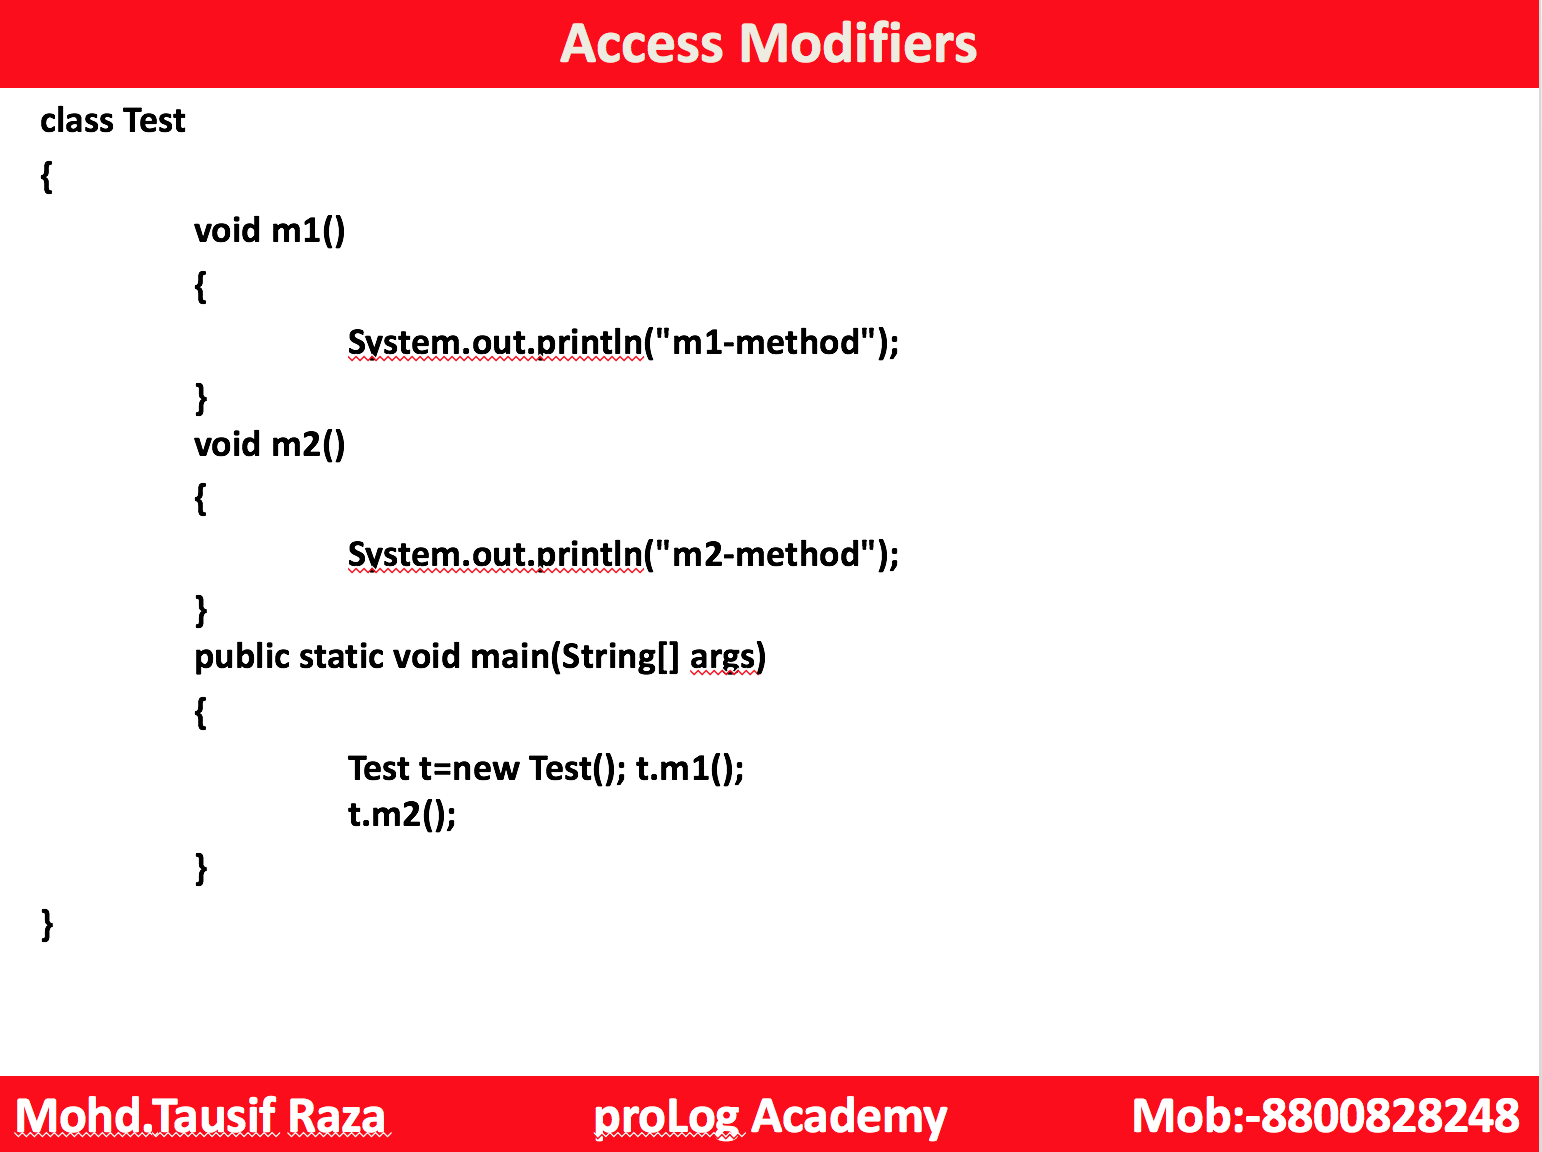 Access Modifiers
class Test
{
void m1()
{
System.out.println("m1-method");
}
void m2()
{
System.out.println("m2-method");
}
public static void main(String[] args)
{
Test t=new Test(); t.m1();
t.m2();
}
}
Mohd.Tausif Raza proLog Academy Mob:-8800828248